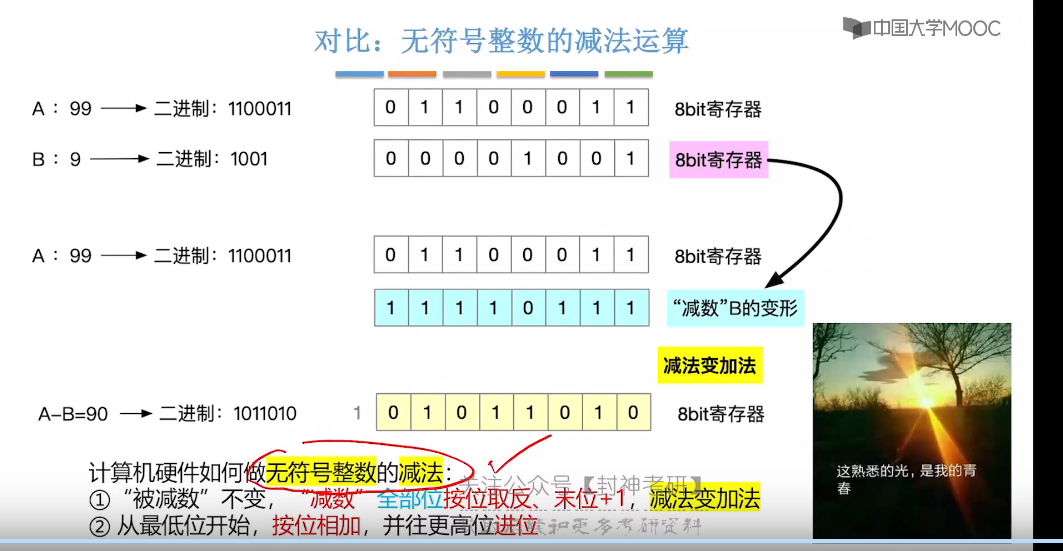 对比：无符号整数的减法运算
中国大学MOOC
A： 99 → 二进制：1100011 0 1 1 0 0 0 1 1 8bit寄存器
B： 9 → 二进制：1001 0 0 0 0 1 0 0 1 8bit寄存器
A： 99 → 二进制：1100011 0 1 1 0 0 0 1 1 8bit寄存器
1 1 1 1 0 1 1 1 “减数”B的变形
减法变加法
A-B=90 → 二进制：1011010 1 0 1 0 1 1 0 1 0 8bit寄存器
计算机硬件如何做无符号整数的减法：
①“被减数”不变，“减数”全部位按位取反、末位+1，减法变加法
②从最低位开始，按位相加，并往更高位进位
关注公众号【封神考研】
和更多考研资料
这熟悉的光，是我的青
春